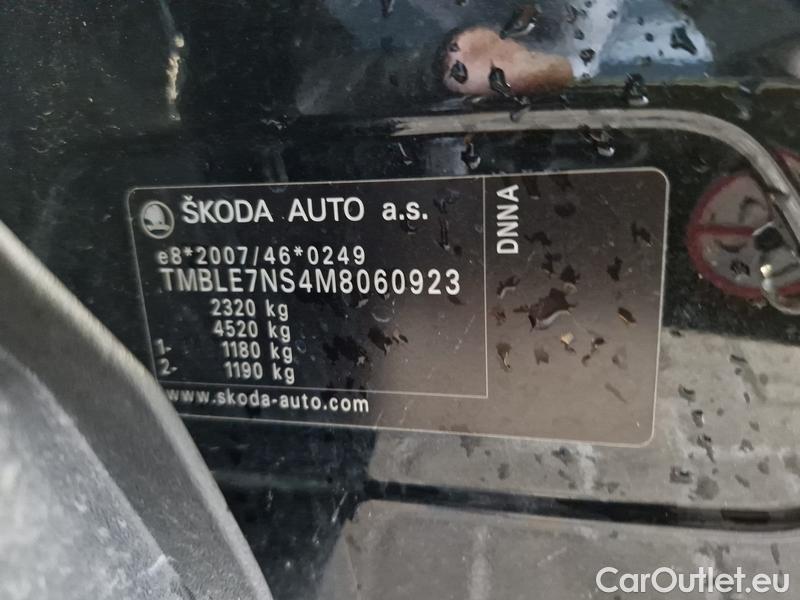 ŠKODA AUTO a.s.
e8*2007/46*0249
TMBLE7NS4M8060923
2320 kg
4520 kg
1- 1180 kg
2- 1190 kg
www.skoda-auto.com
DNNA
CarOutlet.eu